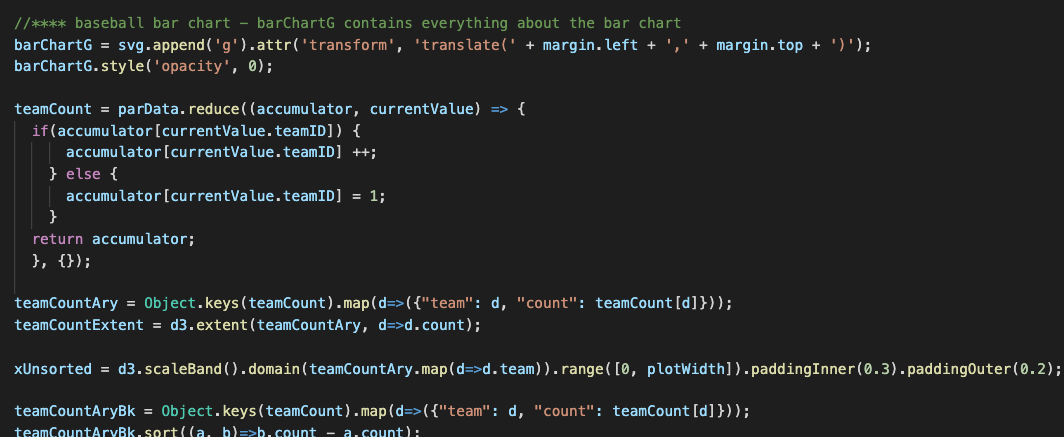 //**** baseball bar chart – barChartG contains everything about the bar chart
barChartG = svg.append('g').attr('transform', 'translate(' + margin.left + ',' + margin.top + ')');
barChartG.style('opacity', 0);
teamCount = parData.reduce((accumulator, currentValue) => {
if(accumulator[currentValue.teamID]) {
accumulator[currentValue.teamID] ++;
} else {
accumulator[currentValue.teamID] = 1;
}
return accumulator;
}, {});
teamCountAry = Object.keys(teamCount).map(d=>({"team": d, "count": teamCount[d]}));
teamCountExtent = d3.extent(teamCountAry, d=>d.count);
xUnsorted = d3.scaleBand().domain(teamCountAry.map(d=>d.team)).range([0, plotWidth]).paddingInner(0.3).paddingOuter(0.2);
teamCountAryBk = Object.keys(teamCount).map(d=>({"team": d, "count": teamCount[d]}));
teamCountAryBk.sort((a, b)=>b.count - a.count);